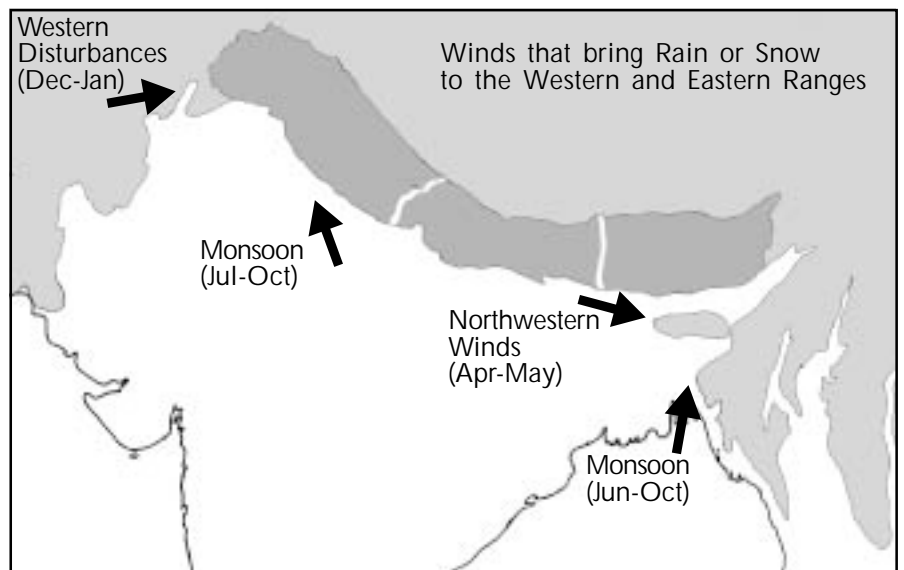 Western
Disturbances
(Dec-Jan)
Winds that bring Rain or Snow
to the Western and Eastern Ranges
Monsoon
(Jul-Oct)
Northwestern
Winds
(Apr-May)
Monsoon
(Jun-Oct)